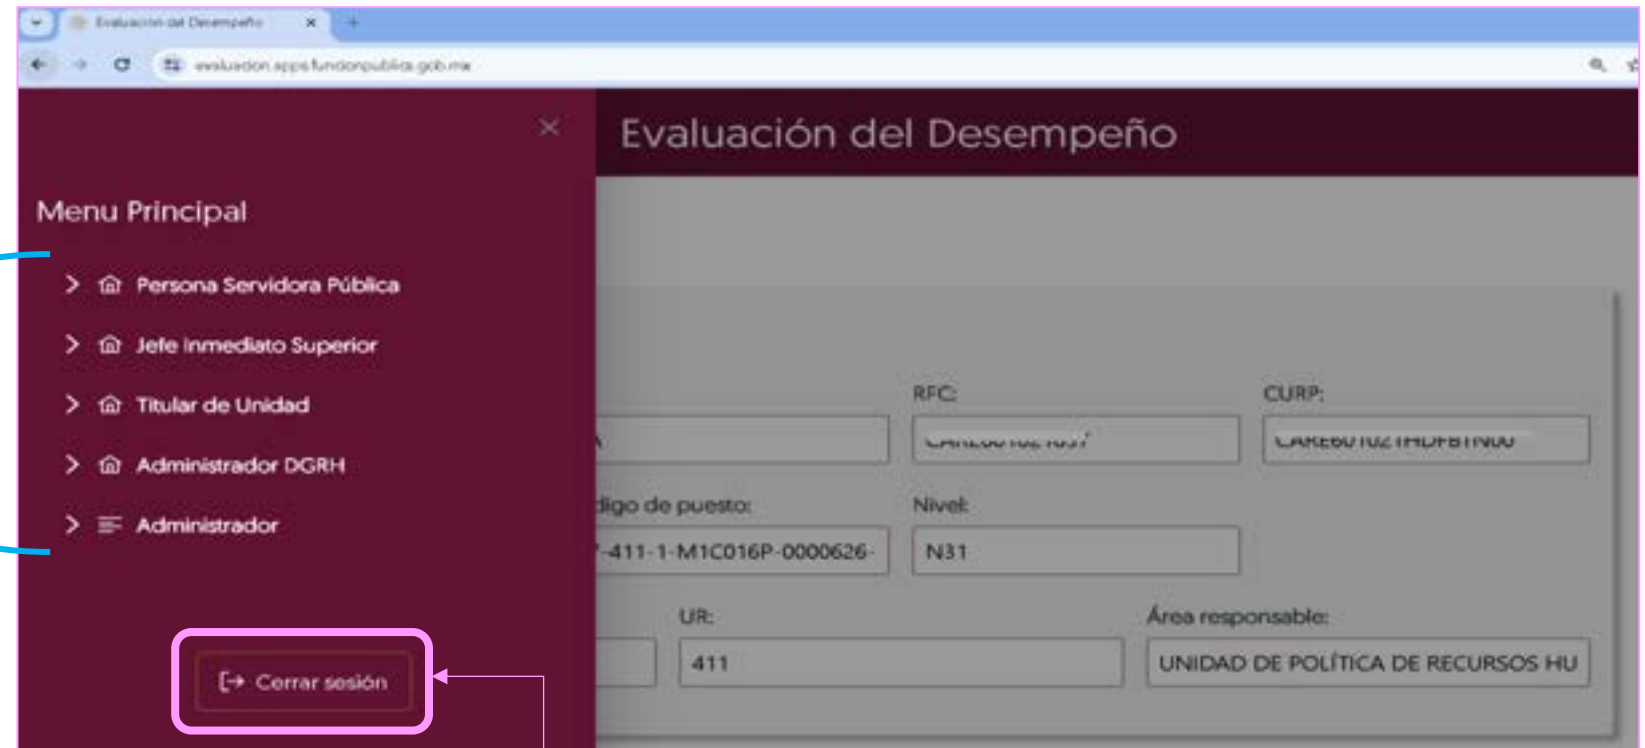 Evaluación del Desempeño
evaluacion.apps.funcionpublica.gob.mx
Evaluación del Desempeño
Menu Principal
Persona Servidora Pública
Jefe Inmediato Superior
Titular de Unidad
Administrador DGRH
Administrador
Cerrar sesión
RFC: CURP:
digo de puesto: Nivel:
-411-1-M1C016P-0000626- N31
UR: Área responsable:
411 UNIDAD DE POLÍTICA DE RECURSOS HU